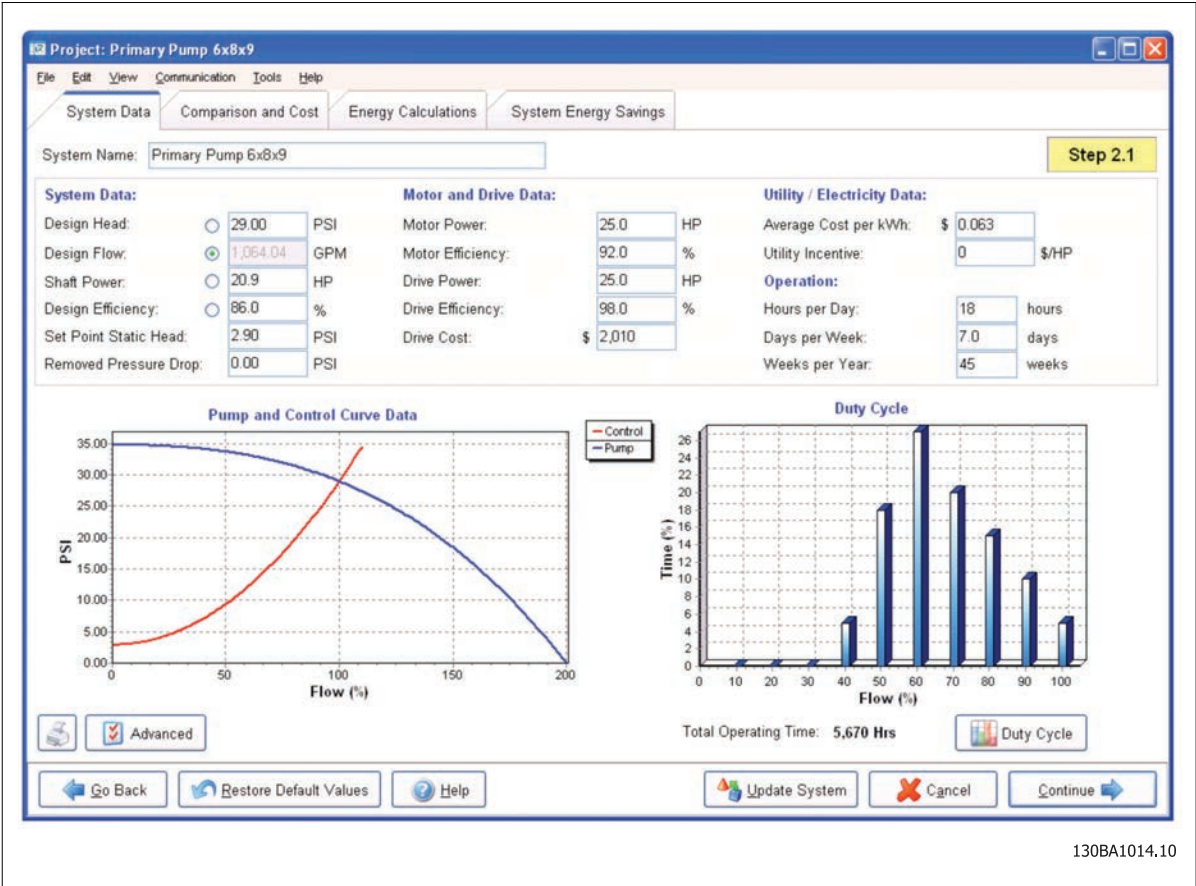 Project: Primary Pump 6x8x9
File Edit View Communication Tools Help
System Data Comparison and Cost Energy Calculations System Energy Savings
System Name: Primary Pump 6x8x9
Step 2.1
System Data:
Design Head: 29.00 PSI
Design Flow: 1,064.04 GPM
Shaft Power: 20.9 HP
Design Efficiency: 86.0 %
Set Point Static Head: 2.90 PSI
Removed Pressure Drop: 0.00 PSI
Motor and Drive Data:
Motor Power: 25.0 HP
Motor Efficiency: 92.0 %
Drive Power: 25.0 HP
Drive Efficiency: 98.0 %
Drive Cost: $ 2,010
Utility / Electricity Data:
Average Cost per kWh: $ 0.063
Utility Incentive: 0 $/HP
Operation:
Hours per Day: 18 hours
Days per Week: 7.0 days
Weeks per Year: 45 weeks
Pump and Control Curve Data
Control
Pump
PSI
35.00
30.00
25.00
20.00
15.00
10.00
5.00
0.00
0 50 100 150 200
Flow (%)
Duty Cycle
Time (%)
26
24
22
20
18
16
14
12
10
8
6
4
2
0
0 10 20 30 40 50 60 70 80 90 100
Flow (%)
Advanced
Total Operating Time: 5,670 Hrs
Duty Cycle
Go Back Restore Default Values Help Update System Cancel Continue
130BA1014.10